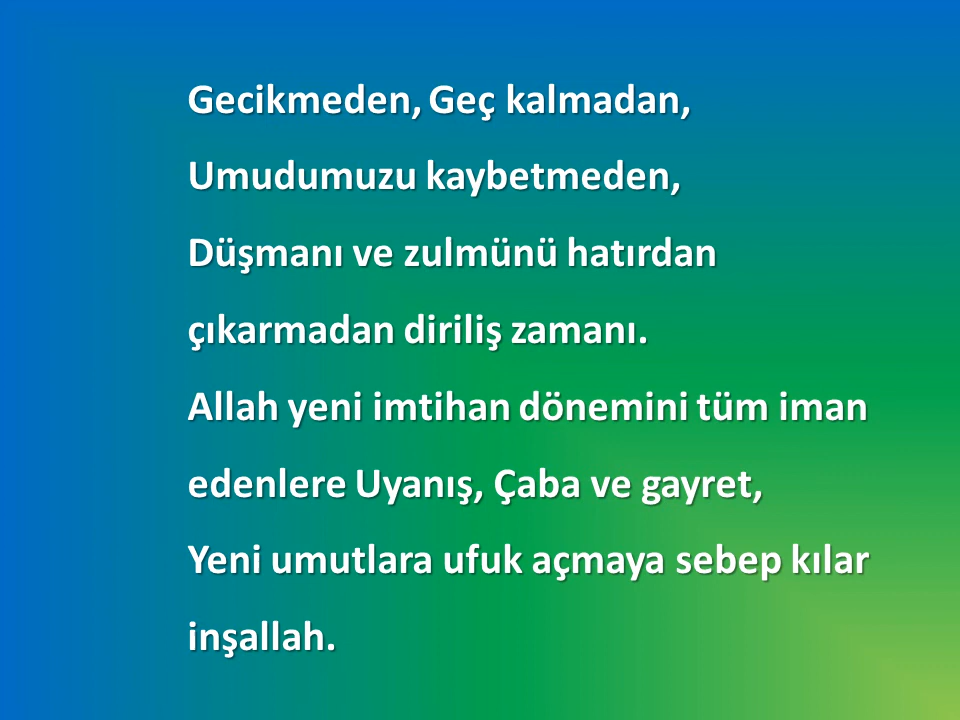 Gecikmeden, Geç kalmadan,
Umudumuzu kaybetmeden,
Düşmanı ve zulmünü hatırdan
çıkarmadan diriliş zamanı.
Allah yeni imtihan dönemini tüm iman
edenlere Uyanış, Çaba ve gayret,
Yeni umutlara ufuk açmaya sebep kılar
inşallah.